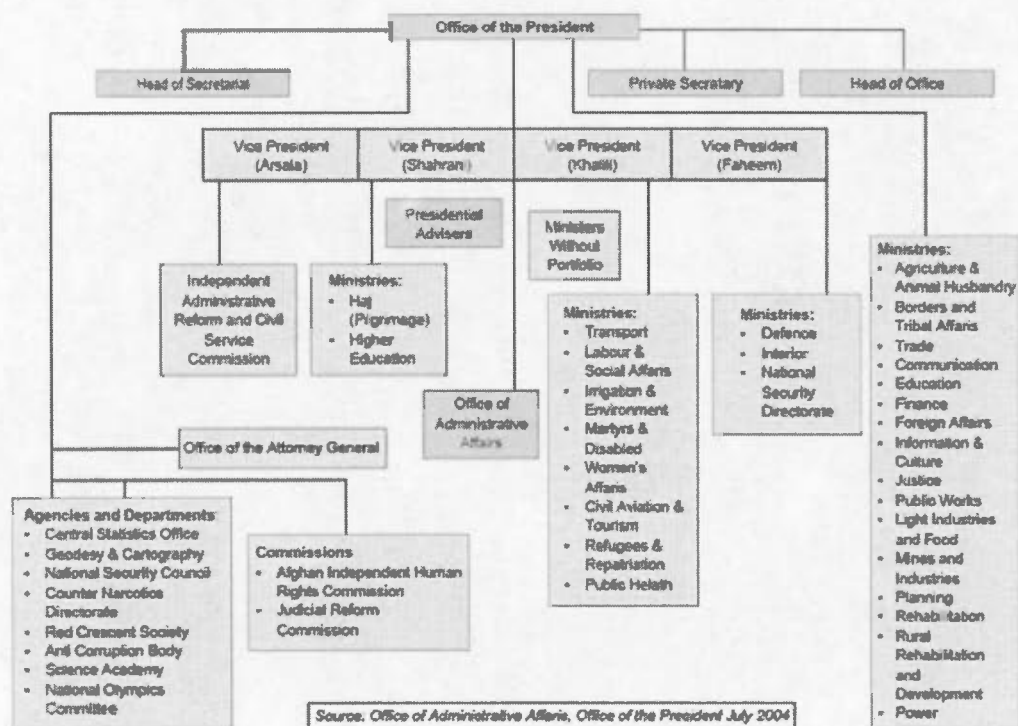 Office of the President
Head of Secretariat
Private Secretary
Head of Office
Vice President
(Arsala)
Vice President
(Shahrani)
Vice President
(Khalili)
Vice President
(Faheem)
Presidential
Advisers
Ministers
Without
Portfolio
Independent
Administrative
Reform and Civil
Service
Commission
Ministries:
• Haj
(Pilgrimage)
• Higher
Education
Ministries:
• Transport
• Labour &
Social Affairs
• Irrigation &
Environment
• Martyrs &
Disabled
• Women's
Affaris
• Civil Aviation &
Tourism
• Refugees &
Repatriation
• Public Helath
Ministries:
• Defence
• Interior
• National
Security
Directorate
Ministries:
• Agriculture &
Animal Husbandry
• Borders and
Tribal Affaris
• Trade
• Communication
• Education
• Finance
• Foreign Affairs
• Information &
Culture
• Justice
• Public Works
• Light Industries
and Food
• Mines and
Industries
• Planning
• Rehabilitation
• Rural
Rehabilitation
and
Development
• Power
Office of
Administrative
Affairs
Office of the Attorney General
Agencies and Departments
• Central Statistics Office
• Geodesy & Cartography
• National Security Council
• Counter Narcotics
Directorate
• Red Crescent Society
• Anti Corruption Body
• Science Academy
• National Olympics
Committee
Commissions
• Afghan Independent Human
Rights Commission
• Judicial Reform
Commission
Source: Office of Administrative Affaris, Office of the President July 2004